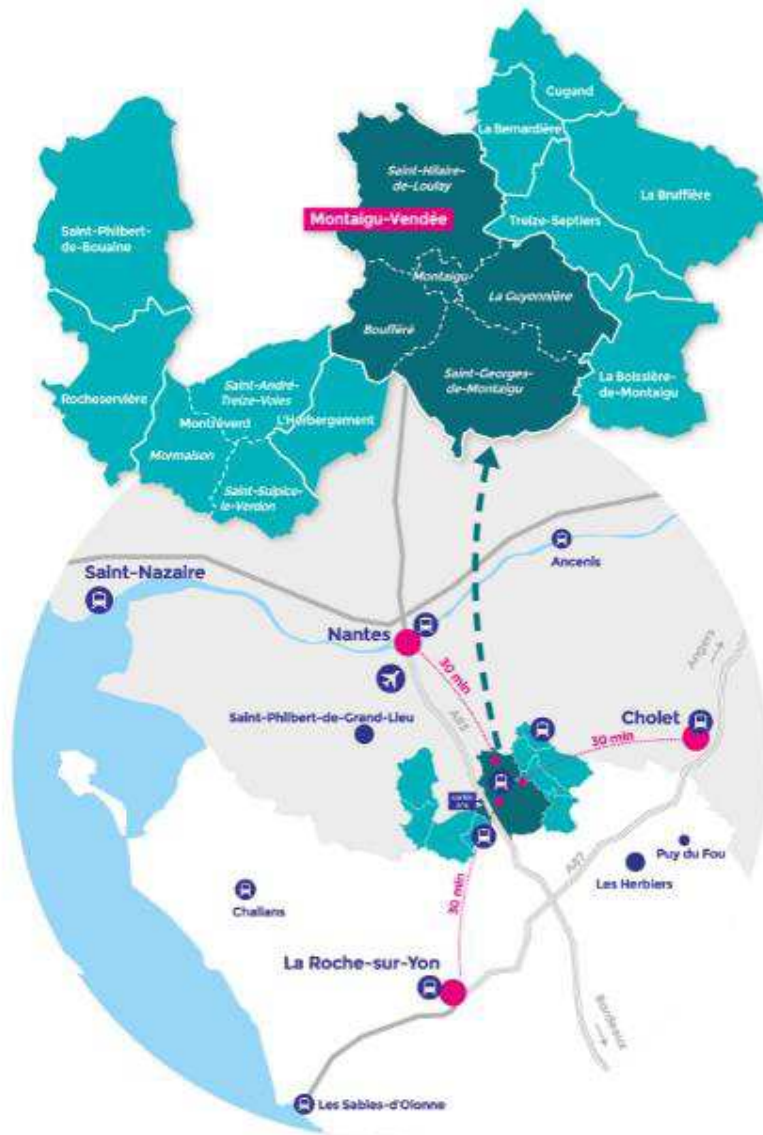 Cugand
La Bernardière
Saint-Hilaire-
de-Loulay
La Bruffière
Montaigu-Vendée
Treize-Septiers
Saint-Philbert-
de-Bouaine
Montaigu
La Guyonnière
Boufféré
Saint-Georges-
de-Montaigu
La Boissière-
de-Montaigu
Rocheservière
Saint-André-
Treize-Voies
L'Herbergement
Montréverd
Mormaison
Saint-Sulpice-
le-Verdon
Ancenis
Saint-Nazaire
Nantes
30 min
Angers
A83
Saint-Philbert-de-Grand-Lieu
Cholet
30 min
Puy du Fou
A87
Les Herbiers
Challans
30 min
La Roche-sur-Yon
Bordeaux
Les Sables-d'Olonne